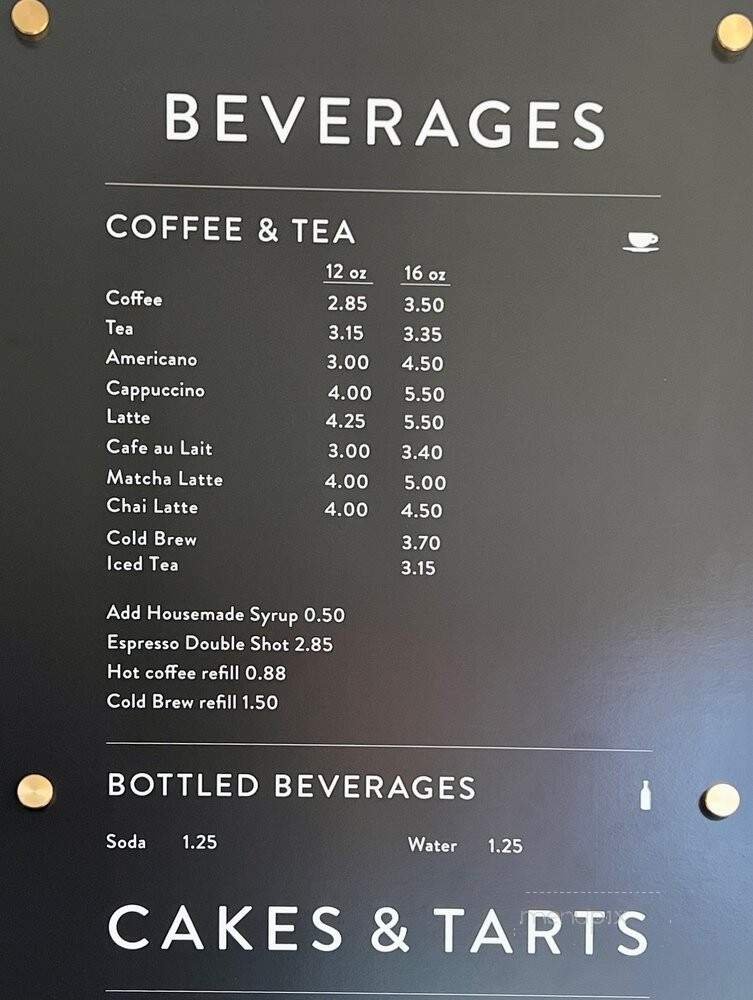 BEVERAGES
COFFEE & TEA
12 oz 16 oz
Coffee 2.85 3.50
Tea 3.15 3.35
Americano 3.00 4.50
Cappuccino 4.00 5.50
Latte 4.25 5.50
Cafe au Lait 3.00 3.40
Matcha Latte 4.00 5.00
Chai Latte 4.00 4.50
Cold Brew 3.70
Iced Tea 3.15
Add Housemade Syrup 0.50
Espresso Double Shot 2.85
Hot coffee refill 0.88
Cold Brew refill 1.50
BOTTLED BEVERAGES
Soda 1.25 Water 1.25
CAKES & TARTS